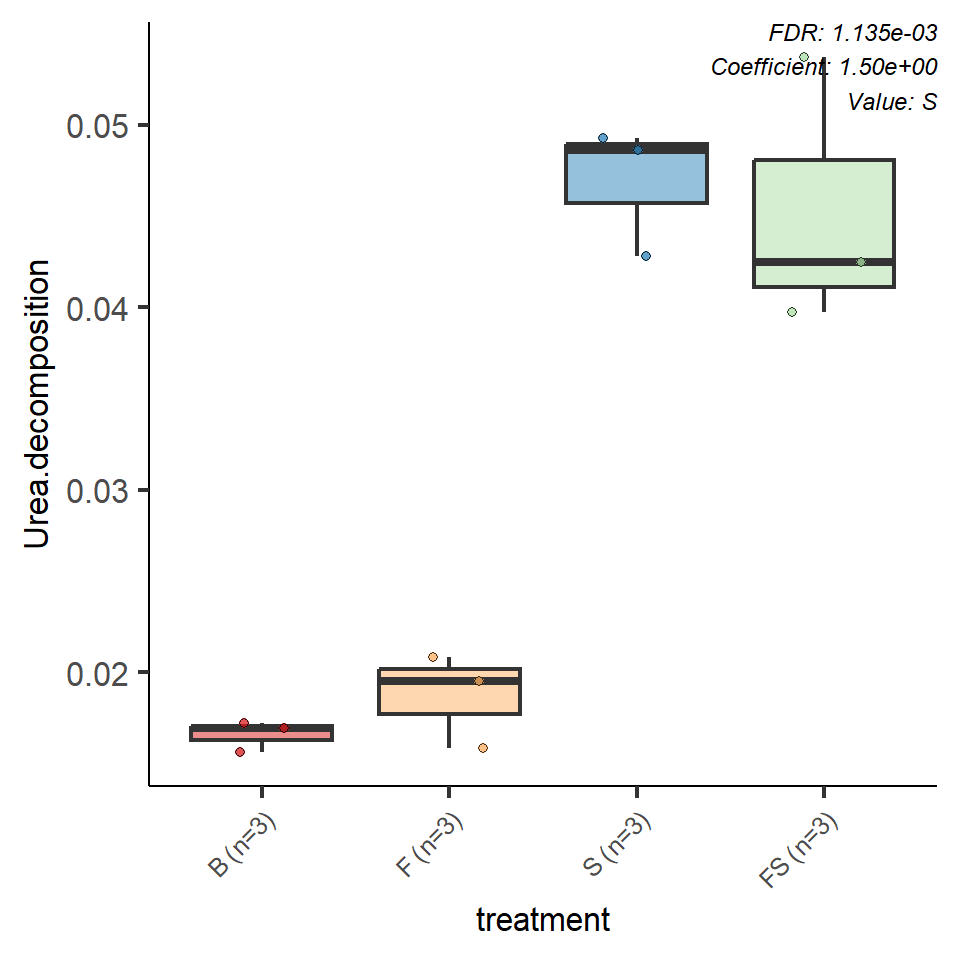 FDR: 1.135e-03
Coefficient: 1.50e+00
Value: S
Urea.decomposition
0.05
0.04
0.03
0.02
B (n=3)
F (n=3)
S (n=3)
FS (n=3)
treatment